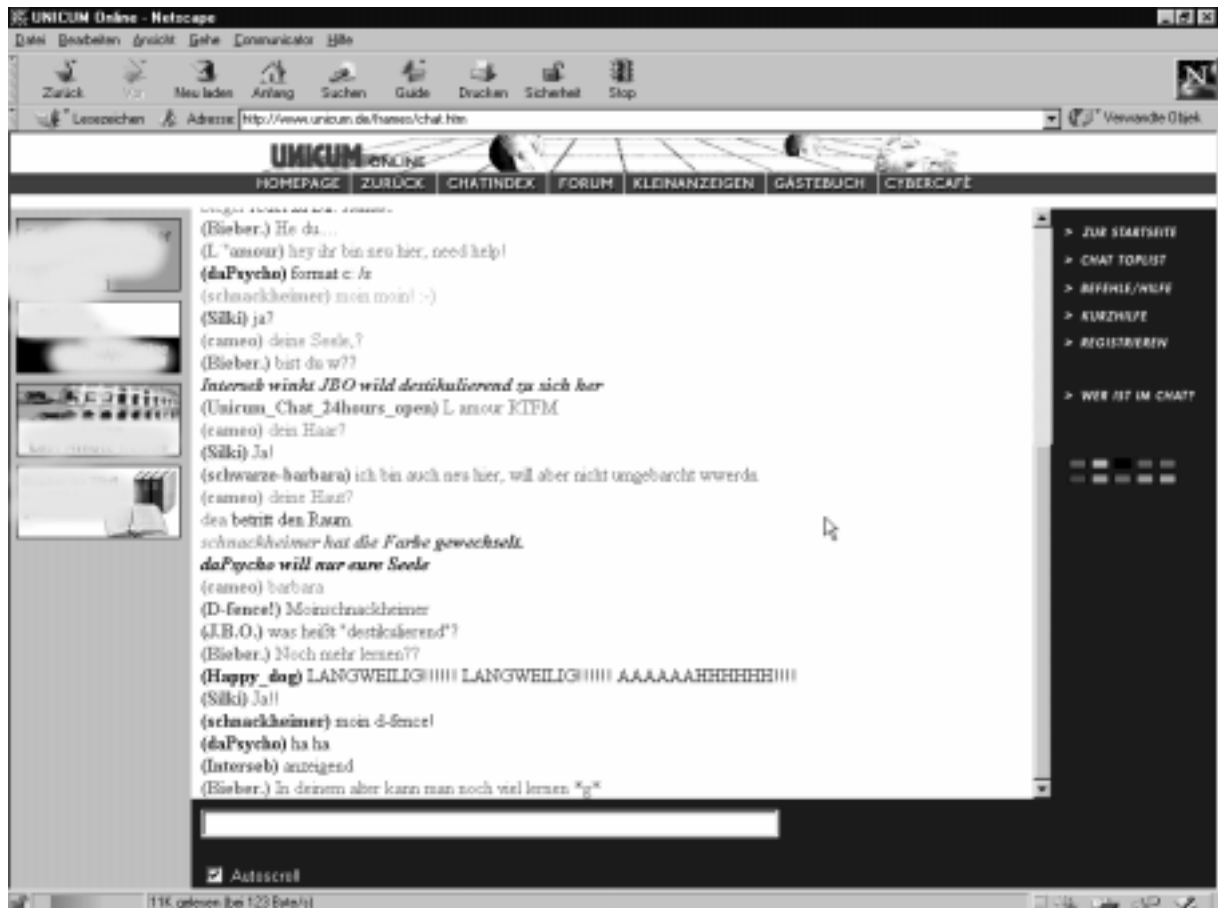 UNICUM Online - Netscape
Datei Bearbeiten Ansicht Gehe Communicator Hilfe
Zurück Vor Neu laden Anfang Suchen Guide Drucken Sicherheit Stop
Lesezeichen Adresse http://www.unicum.de/frames/chat.htm Verwandte Objek
UNICUM ONLINE
HOMEPAGE ZURÜCK CHATINDEX FORUM KLEINANZEIGEN GÄSTEBUCH CYBERCAFÈ
(Bieber.) He du...
(L´amour) hey ihr bin neu hier, need help!
(daPsycho) format c: /s
(schnackheimer) moin moin! :-)
(Silki) ja?
(cameo) deine Seele,?
(Bieber.) bist du w??
Interseb winkt JBO wild destikulierend zu sich her
(Unicum_Chat_24hours_open) L amour RTFM
(cameo) dein Haar?
(Silki) Ja!
(schwarze-barbara) ich bin auch neu hier, will aber nicht umgebarcht wwerds
(cameo) deine Haut?
dea betritt den Raum.
schnackheimer hat die Farbe gewechselt.
daPsycho will nur eure Seele
(cameo) barbara
(D-fence!) Moinschnackheimer
(J.B.O.) was heißt "destikulierend"?
(Bieber.) Noch mehr lernen??
(Happy_dog) LANGWEILIG!!!!!! LANGWEILIG!!!!!! AAAAAAHHHHHH!!!!
(Silki) Ja!!
(schnackheimer) moin d-fence!
(daPsycho) ha ha
(Interseb) anzeigend
(Bieber.) In deinem alter kann man noch viel lernen *g*
> ZUR STARTSEITE
> CHAT TOPLIST
> BEFEHLE/HILFE
> KURZHILFE
> REGISTRIEREN
> WER IST IM CHAT?
Autoscroll
11K gelesen (bei 123 Byte/s)